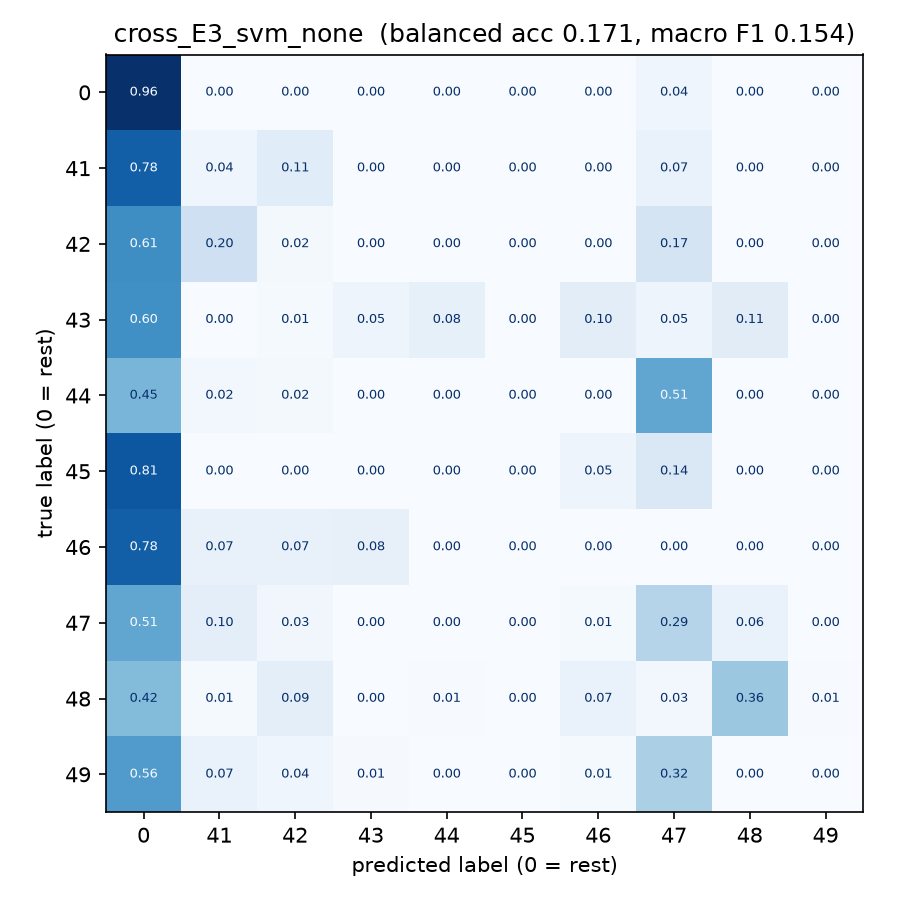 cross_E3_svm_none (balanced acc 0.171, macro F1 0.154)
0 0.96 0.00 0.00 0.00 0.00 0.00 0.00 0.04 0.00 0.00
41 0.78 0.04 0.11 0.00 0.00 0.00 0.00 0.07 0.00 0.00
42 0.61 0.20 0.02 0.00 0.00 0.00 0.00 0.17 0.00 0.00
43 0.60 0.00 0.01 0.05 0.08 0.00 0.10 0.05 0.11 0.00
44 0.45 0.02 0.02 0.00 0.00 0.00 0.00 0.51 0.00 0.00
45 0.81 0.00 0.00 0.00 0.00 0.00 0.05 0.14 0.00 0.00
46 0.78 0.07 0.07 0.08 0.00 0.00 0.00 0.00 0.00 0.00
47 0.51 0.10 0.03 0.00 0.00 0.00 0.01 0.29 0.06 0.00
48 0.42 0.01 0.09 0.00 0.01 0.00 0.07 0.03 0.36 0.01
49 0.56 0.07 0.04 0.01 0.00 0.00 0.01 0.32 0.00 0.00
0 41 42 43 44 45 46 47 48 49
predicted label (0 = rest)
true label (0 = rest)